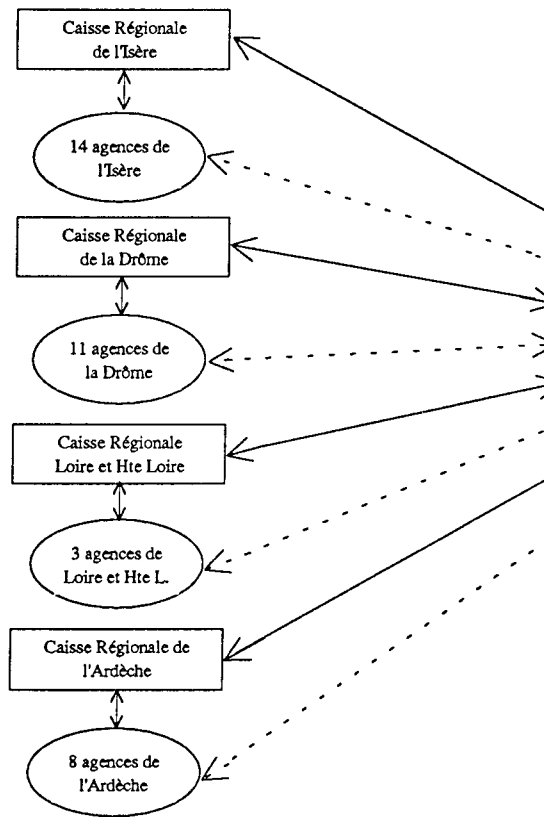 Caisse Régionale
de l'Isère
14 agences de
l'Isère
Caisse Régionale
de la Drôme
11 agences de
la Drôme
Caisse Régionale
Loire et Hte Loire
3 agences de
Loire et Hte L.
Caisse Régionale de
l'Ardèche
8 agences de
l'Ardèche